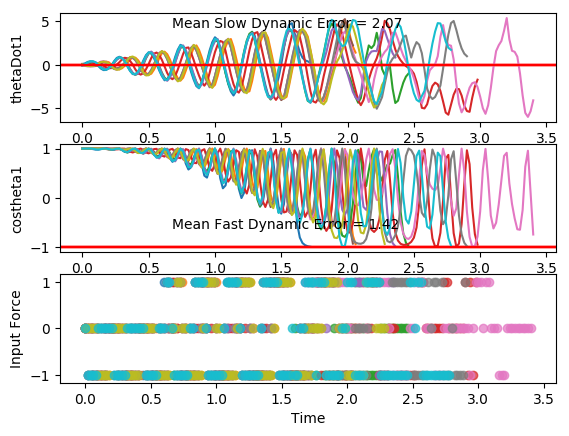 Mean Slow Dynamic Error = 2.07
thetaDot1
5
0
−5
0.0 0.5 1.0 1.5 2.0 2.5 3.0 3.5
Mean Fast Dynamic Error = 1.42
costheta1
1
0
−1
0.0 0.5 1.0 1.5 2.0 2.5 3.0 3.5
Input Force
1
0
−1
0.0 0.5 1.0 1.5 2.0 2.5 3.0 3.5
Time